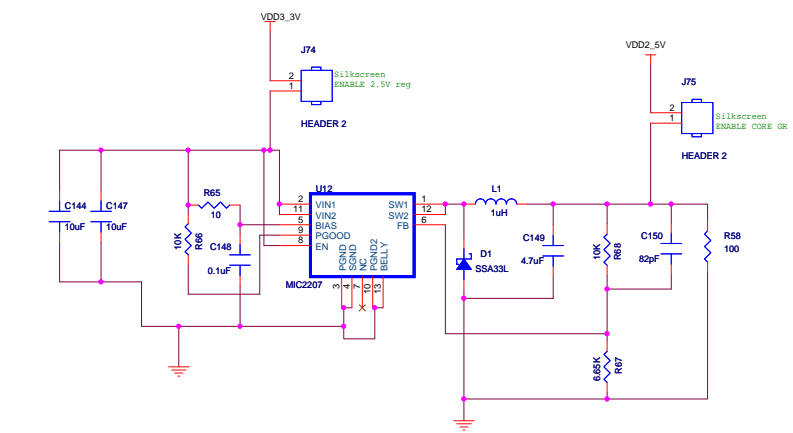 VDD3_3V
J74
2
1
Silkscreen
ENABLE 2.5V reg
HEADER 2
VDD2_5V
J75
2
1
Silkscreen
ENABLE CORE GR
HEADER 2
C144
10uF
C147
10uF
R65
10
10K
R66
C148
0.1uF
U12
2 VIN1
11 VIN2
5 BIAS
9 PGOOD
8 EN
SW1 1
SW2 12
FB 6
PGND
SGND
NC
PGND2
BELLY
3
4
7
10
13
MIC2207
L1
1uH
D1
SSA33L
C149
4.7uF
10K
R68
C150
82pF
R58
100
6.65K
R67